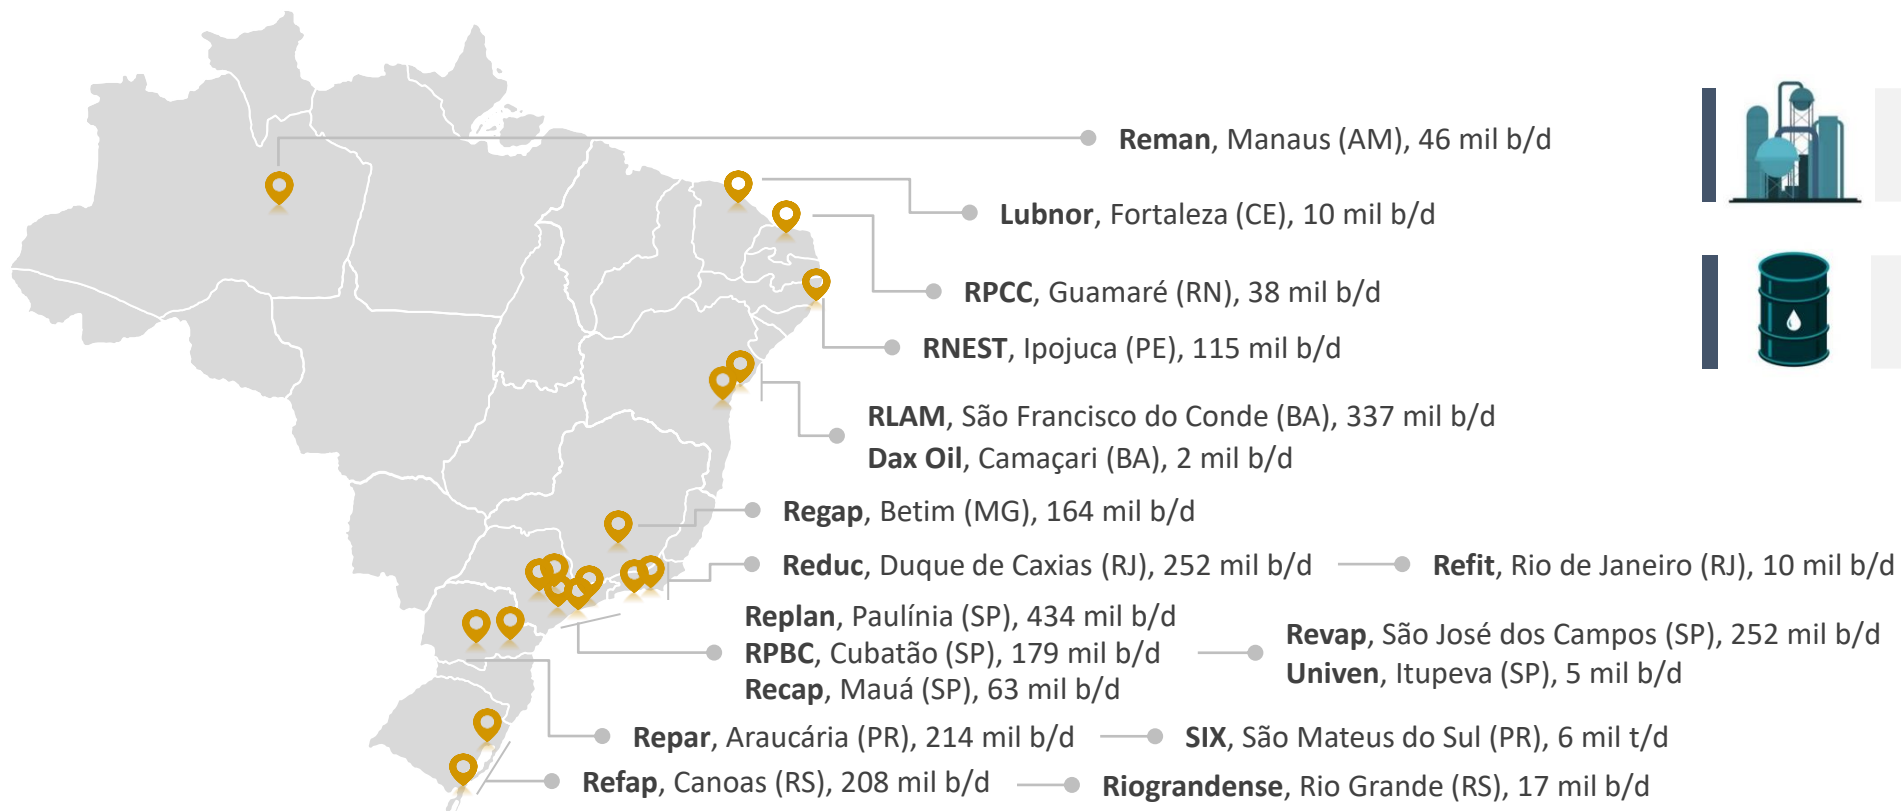 Reman, Manaus (AM), 46 mil b/d
Lubnor, Fortaleza (CE), 10 mil b/d
RPCC, Guamaré (RN), 38 mil b/d
RNEST, Ipojuca (PE), 115 mil b/d
RLAM, São Francisco do Conde (BA), 337 mil b/d
Dax Oil, Camaçari (BA), 2 mil b/d
Regap, Betim (MG), 164 mil b/d
Reduc, Duque de Caxias (RJ), 252 mil b/d
Refit, Rio de Janeiro (RJ), 10 mil b/d
Replan, Paulínia (SP), 434 mil b/d
RPBC, Cubatão (SP), 179 mil b/d
Recap, Mauá (SP), 63 mil b/d
Revap, São José dos Campos (SP), 252 mil b/d
Univen, Itupeva (SP), 5 mil b/d
Repar, Araucária (PR), 214 mil b/d
SIX, São Mateus do Sul (PR), 6 mil t/d
Refap, Canoas (RS), 208 mil b/d
Riograndense, Rio Grande (RS), 17 mil b/d